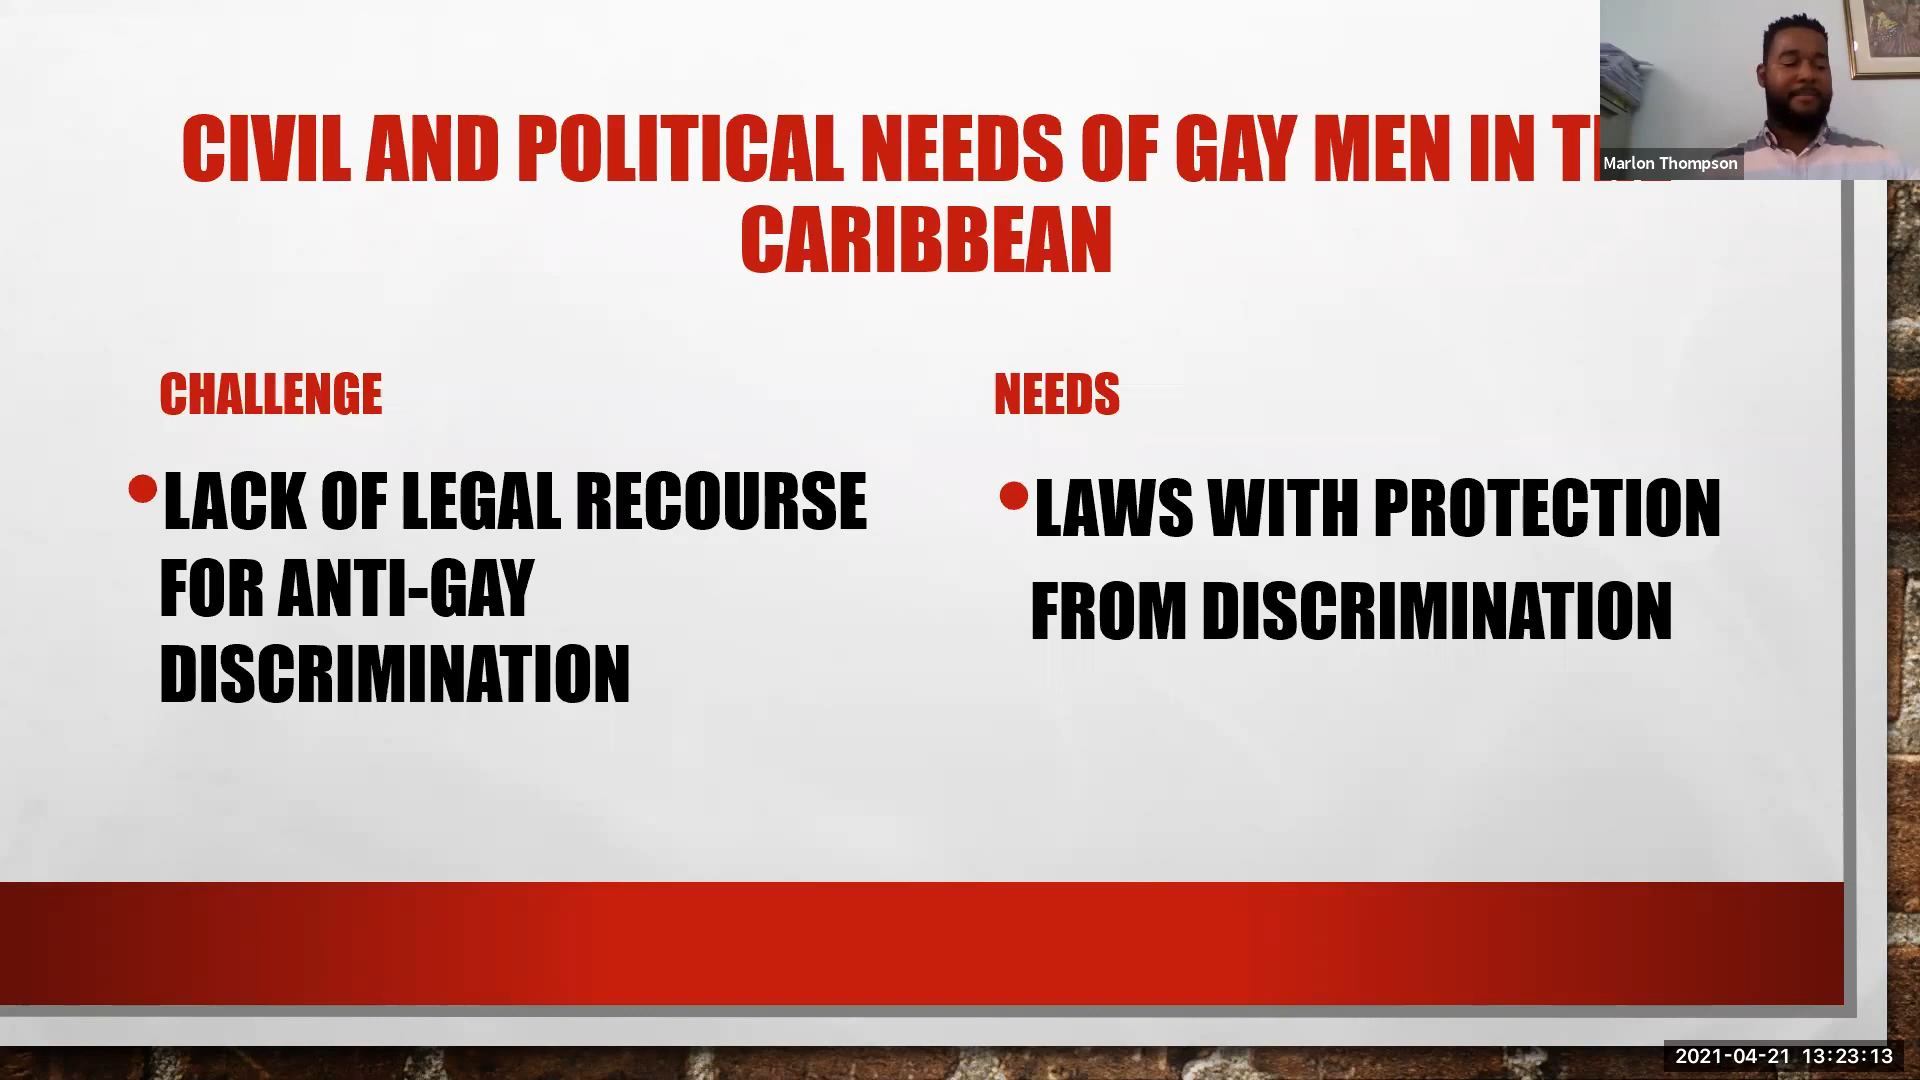 CIVIL AND POLITICAL NEEDS OF GAY MEN IN
CARIBBEAN
Marlon Thompson
CHALLENGE
•LACK OF LEGAL RECOURSE
FOR ANTI-GAY
DISCRIMINATION
NEEDS
•LAWS WITH PROTECTION
FROM DISCRIMINATION
2021-04-21 13:23:13